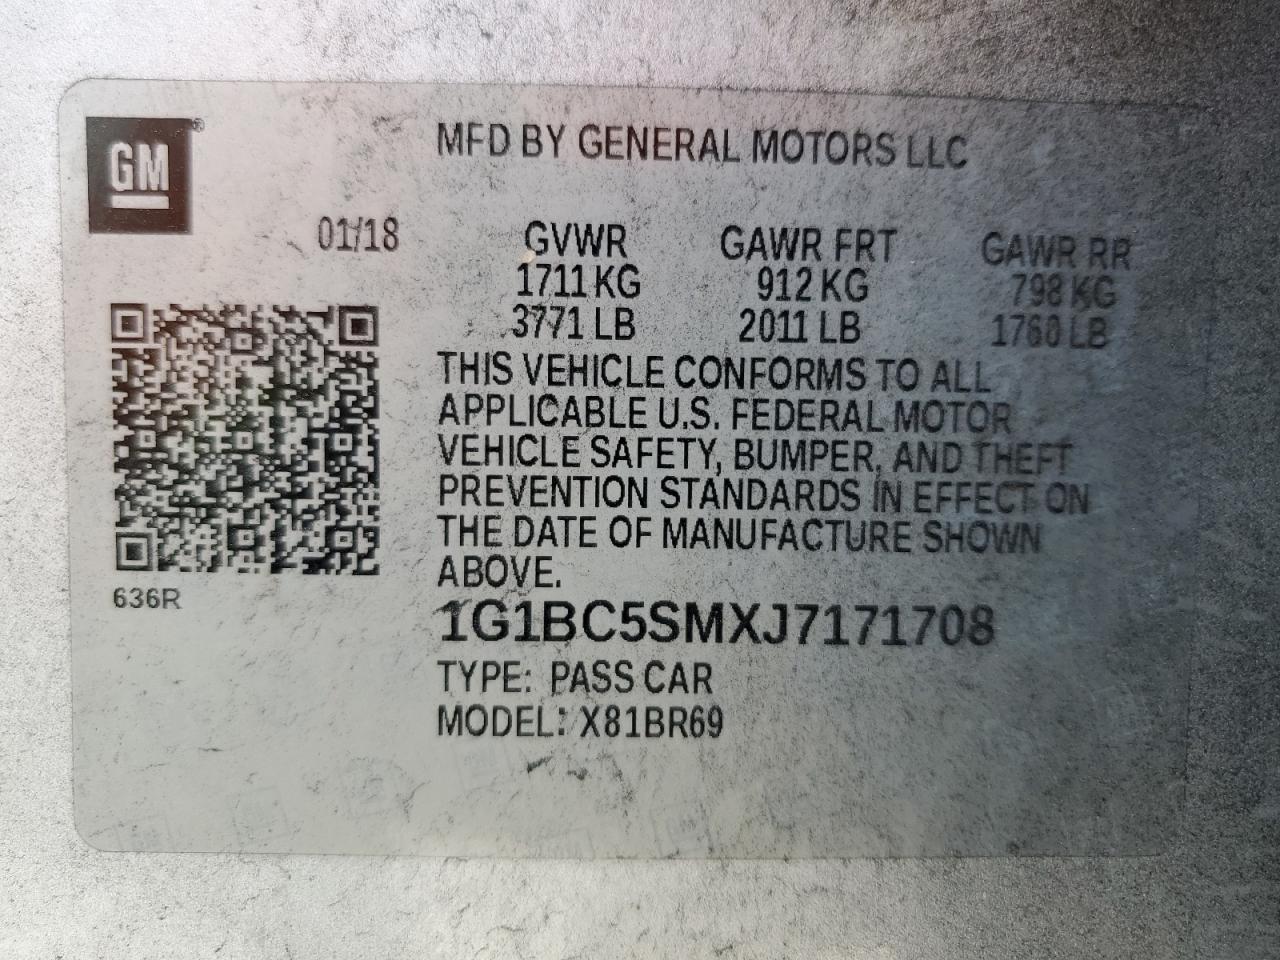 GM®
MFD BY GENERAL MOTORS LLC
01/18
GVWR GAWR FRT GAWR RR
1711 KG 912 KG 798 KG
3771 LB 2011 LB 1760 LB
THIS VEHICLE CONFORMS TO ALL
APPLICABLE U.S. FEDERAL MOTOR
VEHICLE SAFETY, BUMPER, AND THEFT
PREVENTION STANDARDS IN EFFECT ON
THE DATE OF MANUFACTURE SHOWN
ABOVE.
636R
1G1BC5SMXJ7171708
TYPE: PASS CAR
MODEL: X81BR69